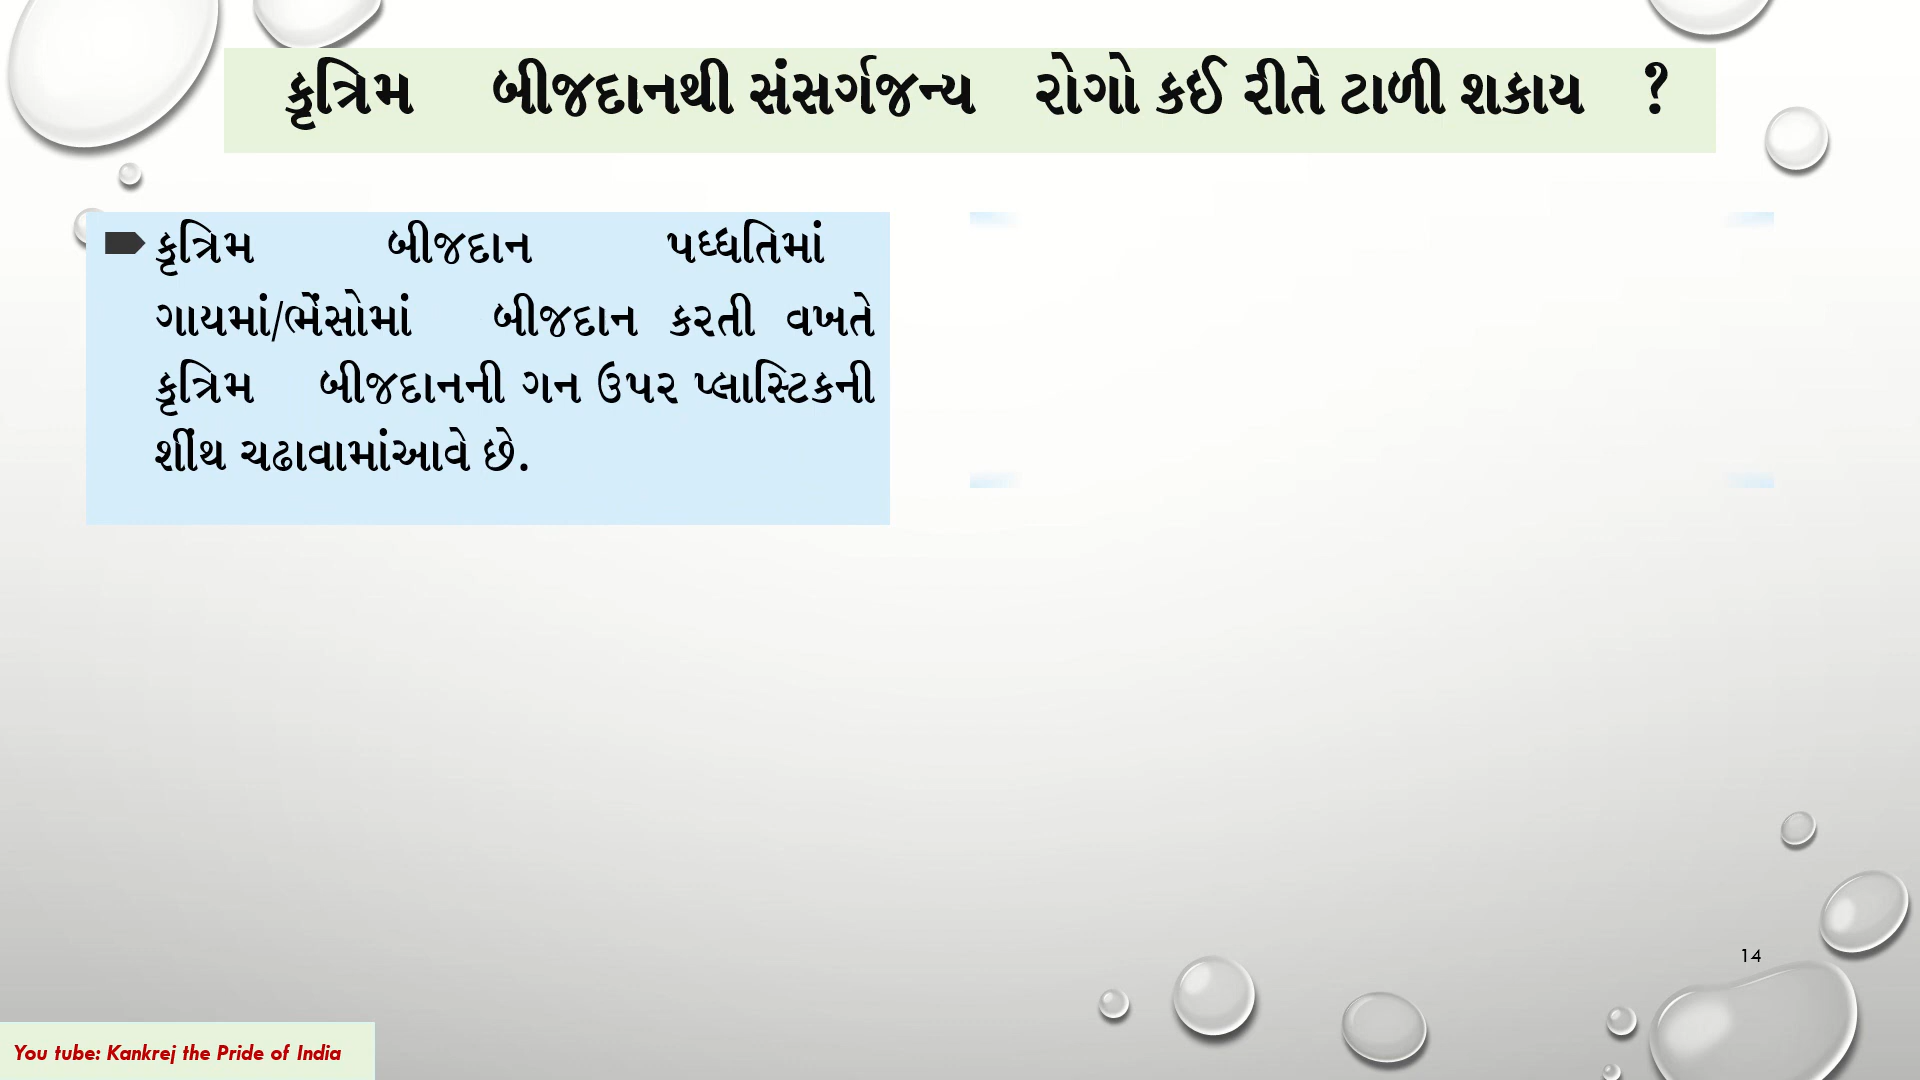 કૃત્રિમ બીજદાનથી સંસર્ગજન્ય રોગો કઈ રીતે ટાળી શકાય ?
કૃત્રિમ બીજદાન પધ્ધતિમાં
ગાયમાં/ભેંસોમાં બીજદાન કરતી વખતે
કૃત્રિમ બીજદાનની ગન ઉપર પ્લાસ્ટિકની
શીંથ ચઢાવામાંઆવે છે.
14
You tube: Kankrej the Pride of India